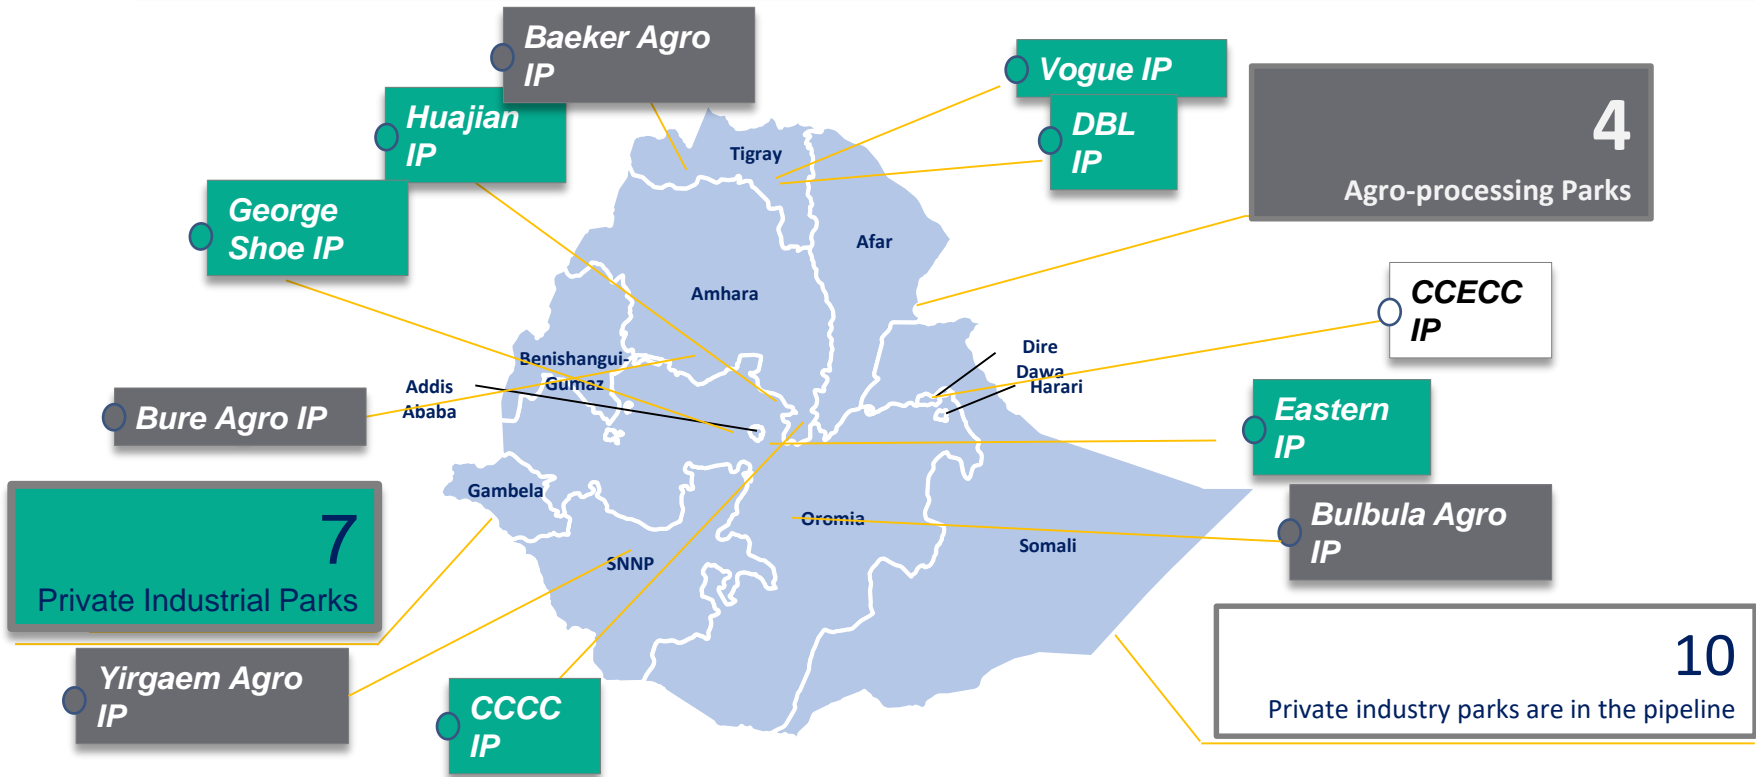 Baeker Agro
IP
Vogue IP
Huajian
IP
DBL
IP
4
Agro-processing Parks
Tigray
George
Shoe IP
Afar
CCECC
IP
Amhara
Benishangui-
Gumaz
Dire
Dawa
Harari
Addis
Ababa
Bure Agro IP
Eastern
IP
Gambela
7
Private Industrial Parks
Oromia
Bulbula Agro
IP
Somali
SNNP
10
Private industry parks are in the pipeline
Yirgaem Agro
IP
CCCC
IP